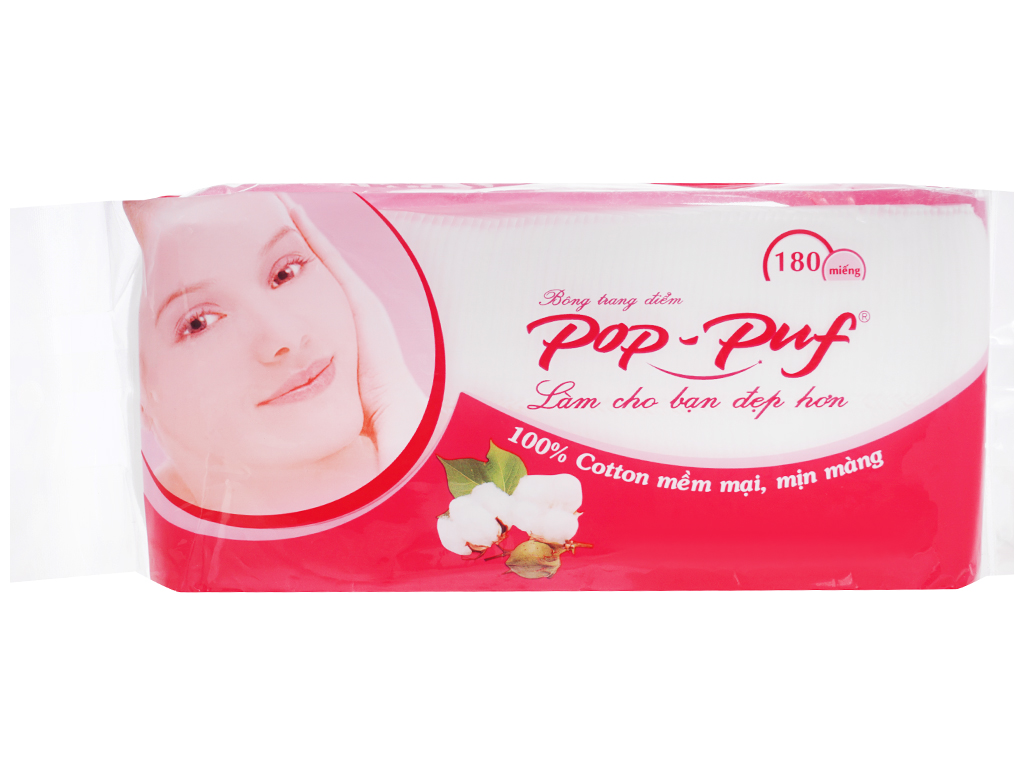 180 miếng
Bông trang điểm
Pop-Puf®
Làm cho bạn đẹp hơn
100% Cotton mềm mại, mịn màng